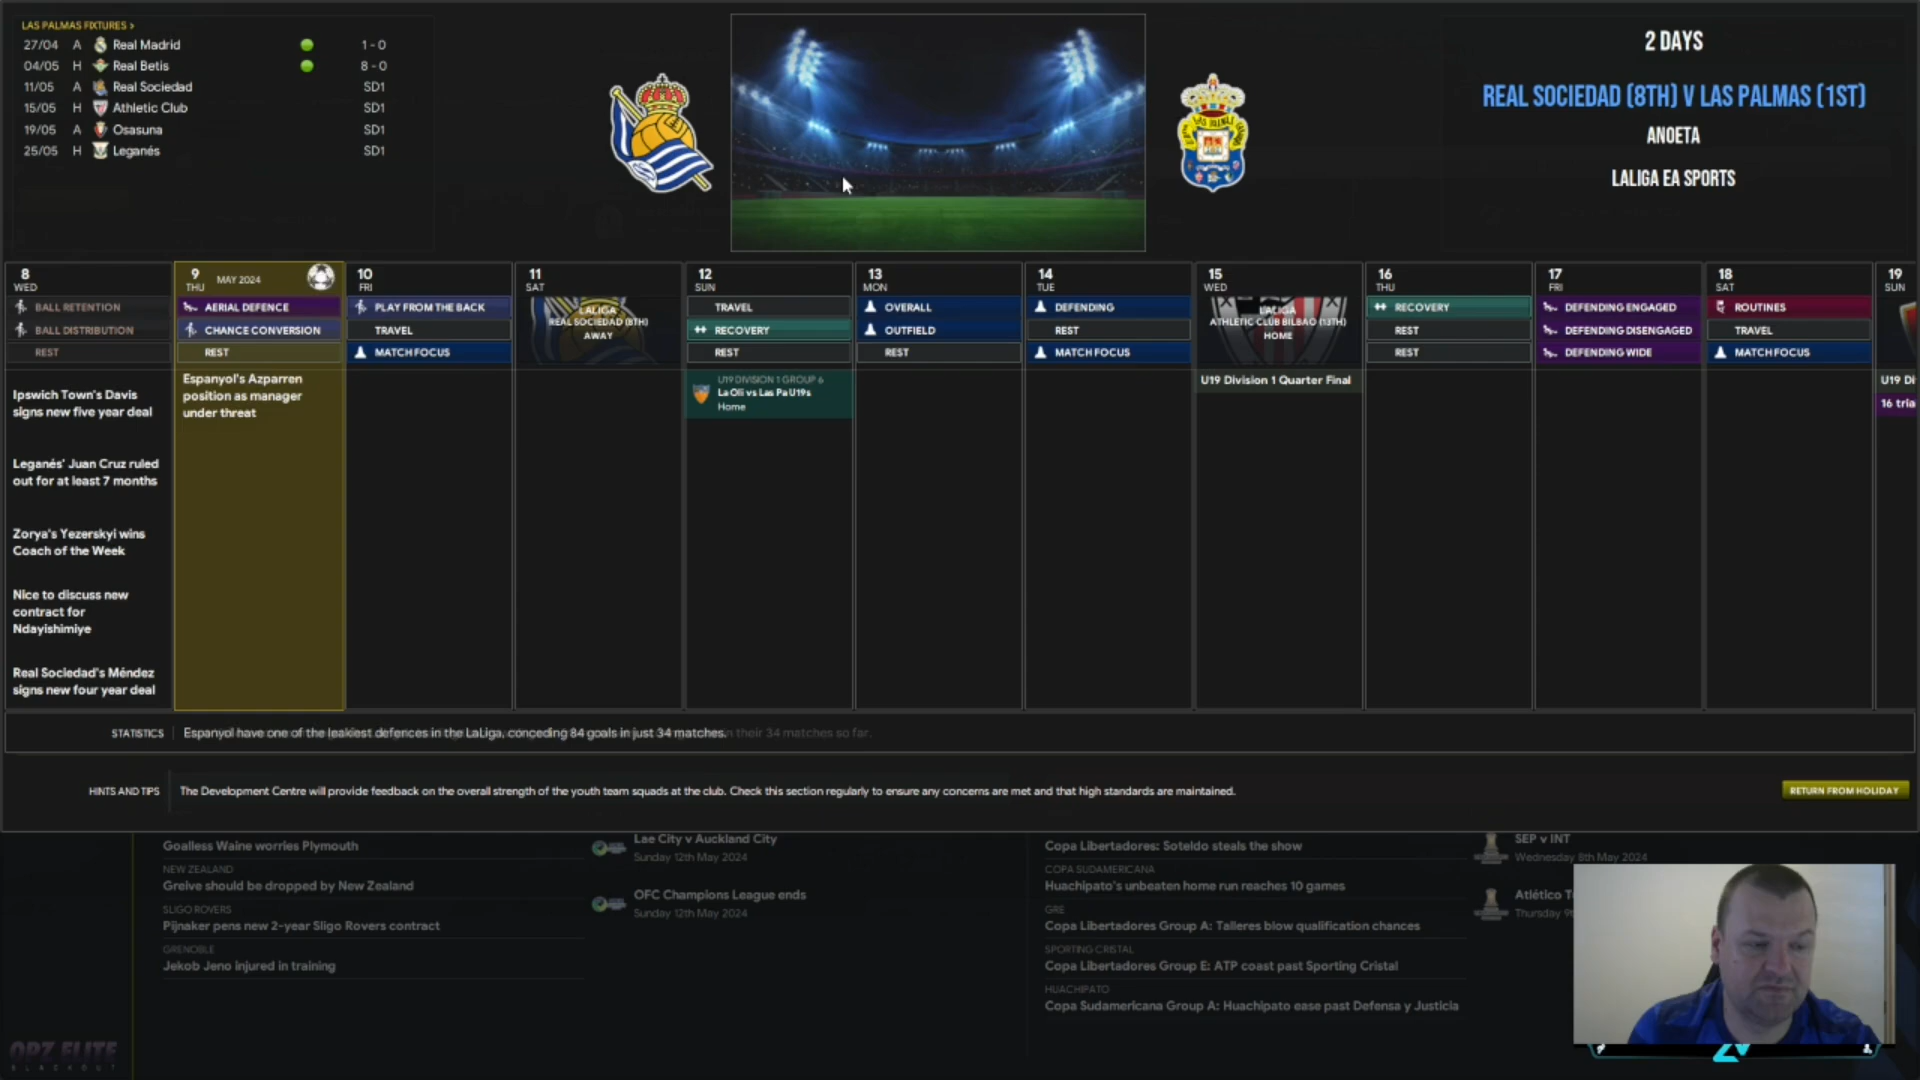 LAS PALMAS FIXTURES >
27/04 A Real Madrid 1 - 0
04/05 H Real Betis 8 - 0
11/05 A Real Sociedad SD1
15/05 H Athletic Club SD1
19/05 A Osasuna SD1
25/05 H Leganés SD1
2 DAYS
REAL SOCIEDAD (8TH) V LAS PALMAS (1ST)
ANOETA
LALIGA EA SPORTS
8
WED
BALL RETENTION
BALL DISTRIBUTION
REST
Ipswich Town's Davis
signs new five year deal
Leganés' Juan Cruz ruled
out for at least 7 months
Zorya's Yezerskyi wins
Coach of the Week
Nice to discuss new
contract for
Ndayishimiye
Real Sociedad's Méndez
signs new four year deal
9
THU MAY 2024
AERIAL DEFENCE
CHANCE CONVERSION
REST
Espanyol's Azparren
position as manager
under threat
10
FRI
PLAY FROM THE BACK
TRAVEL
MATCH FOCUS
11
SAT
LALIGA
REAL SOCIEDAD (8TH)
AWAY
12
SUN
TRAVEL
RECOVERY
REST
U19 DIVISION 1 GROUP 6
La Oli vs Las Pa U19s
Home
13
MON
OVERALL
OUTFIELD
REST
14
TUE
DEFENDING
REST
MATCH FOCUS
15
WED
LALIGA
ATHLETIC CLUB BILBAO (13TH)
HOME
U19 Division 1 Quarter Final
16
THU
RECOVERY
REST
REST
17
FRI
DEFENDING ENGAGED
DEFENDING DISENGAGED
DEFENDING WIDE
18
SAT
ROUTINES
TRAVEL
MATCH FOCUS
19
SUN
U19 Di
16 tria
STATISTICS Espanyol have one of the leakiest defences in the LaLiga, conceding 84 goals in just 34 matches. their 34 matches so far.
HINTS AND TIPS The Development Centre will provide feedback on the overall strength of the youth team squads at the club. Check this section regularly to ensure any concerns are met and that high standards are maintained.
RETURN FROM HOLIDAY
Goalless Waine worries Plymouth
NEW ZEALAND
Greive should be dropped by New Zealand
SLIGO ROVERS
Pijnaker pens new 2-year Sligo Rovers contract
GRENOBLE
Jekob Jeno injured in training
Lae City v Auckland City
Sunday 12th May 2024
OFC Champions League ends
Sunday 12th May 2024
Copa Libertadores: Soteldo steals the show
COPA SUDAMERICANA
Huachipato's unbeaten home run reaches 10 games
GRE
Copa Libertadores Group A: Talleres blow qualification chances
SPORTING CRISTAL
Copa Libertadores Group E: ATP coast past Sporting Cristal
HUACHIPATO
Copa Sudamericana Group A: Huachipato ease past Defensa y Justicia
SEP v INT
Wednesday 8th May 2024
Atlético T
Thursday 9t
OPZ ELITE
BLACKOUT